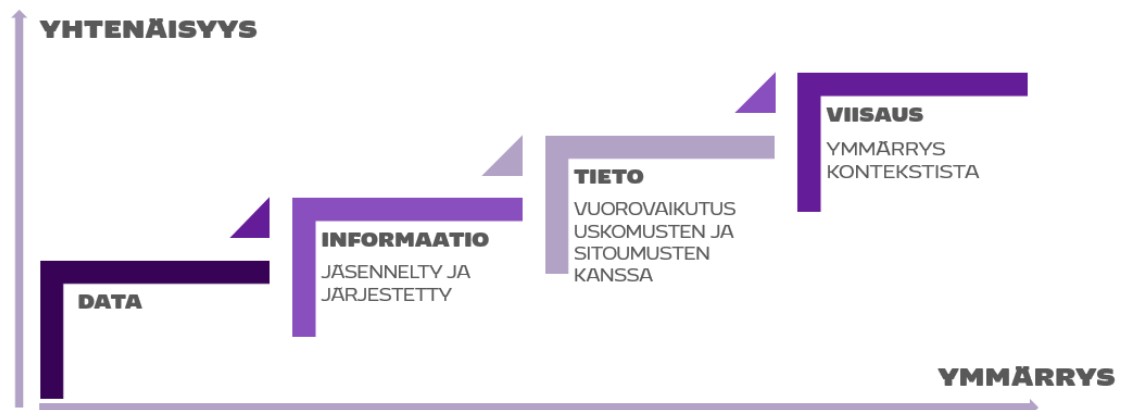 YHTENÄISYYS
DATA
INFORMAATIO
JÄSENNELTY JA
JÄRJESTETTY
TIETO
VUOROVAIKUTUS
USKOMUSTEN JA
SITOUMUSTEN
KANSSA
VIISAUS
YMMÄRRYS
KONTEKSTISTA
YMMÄRRYS